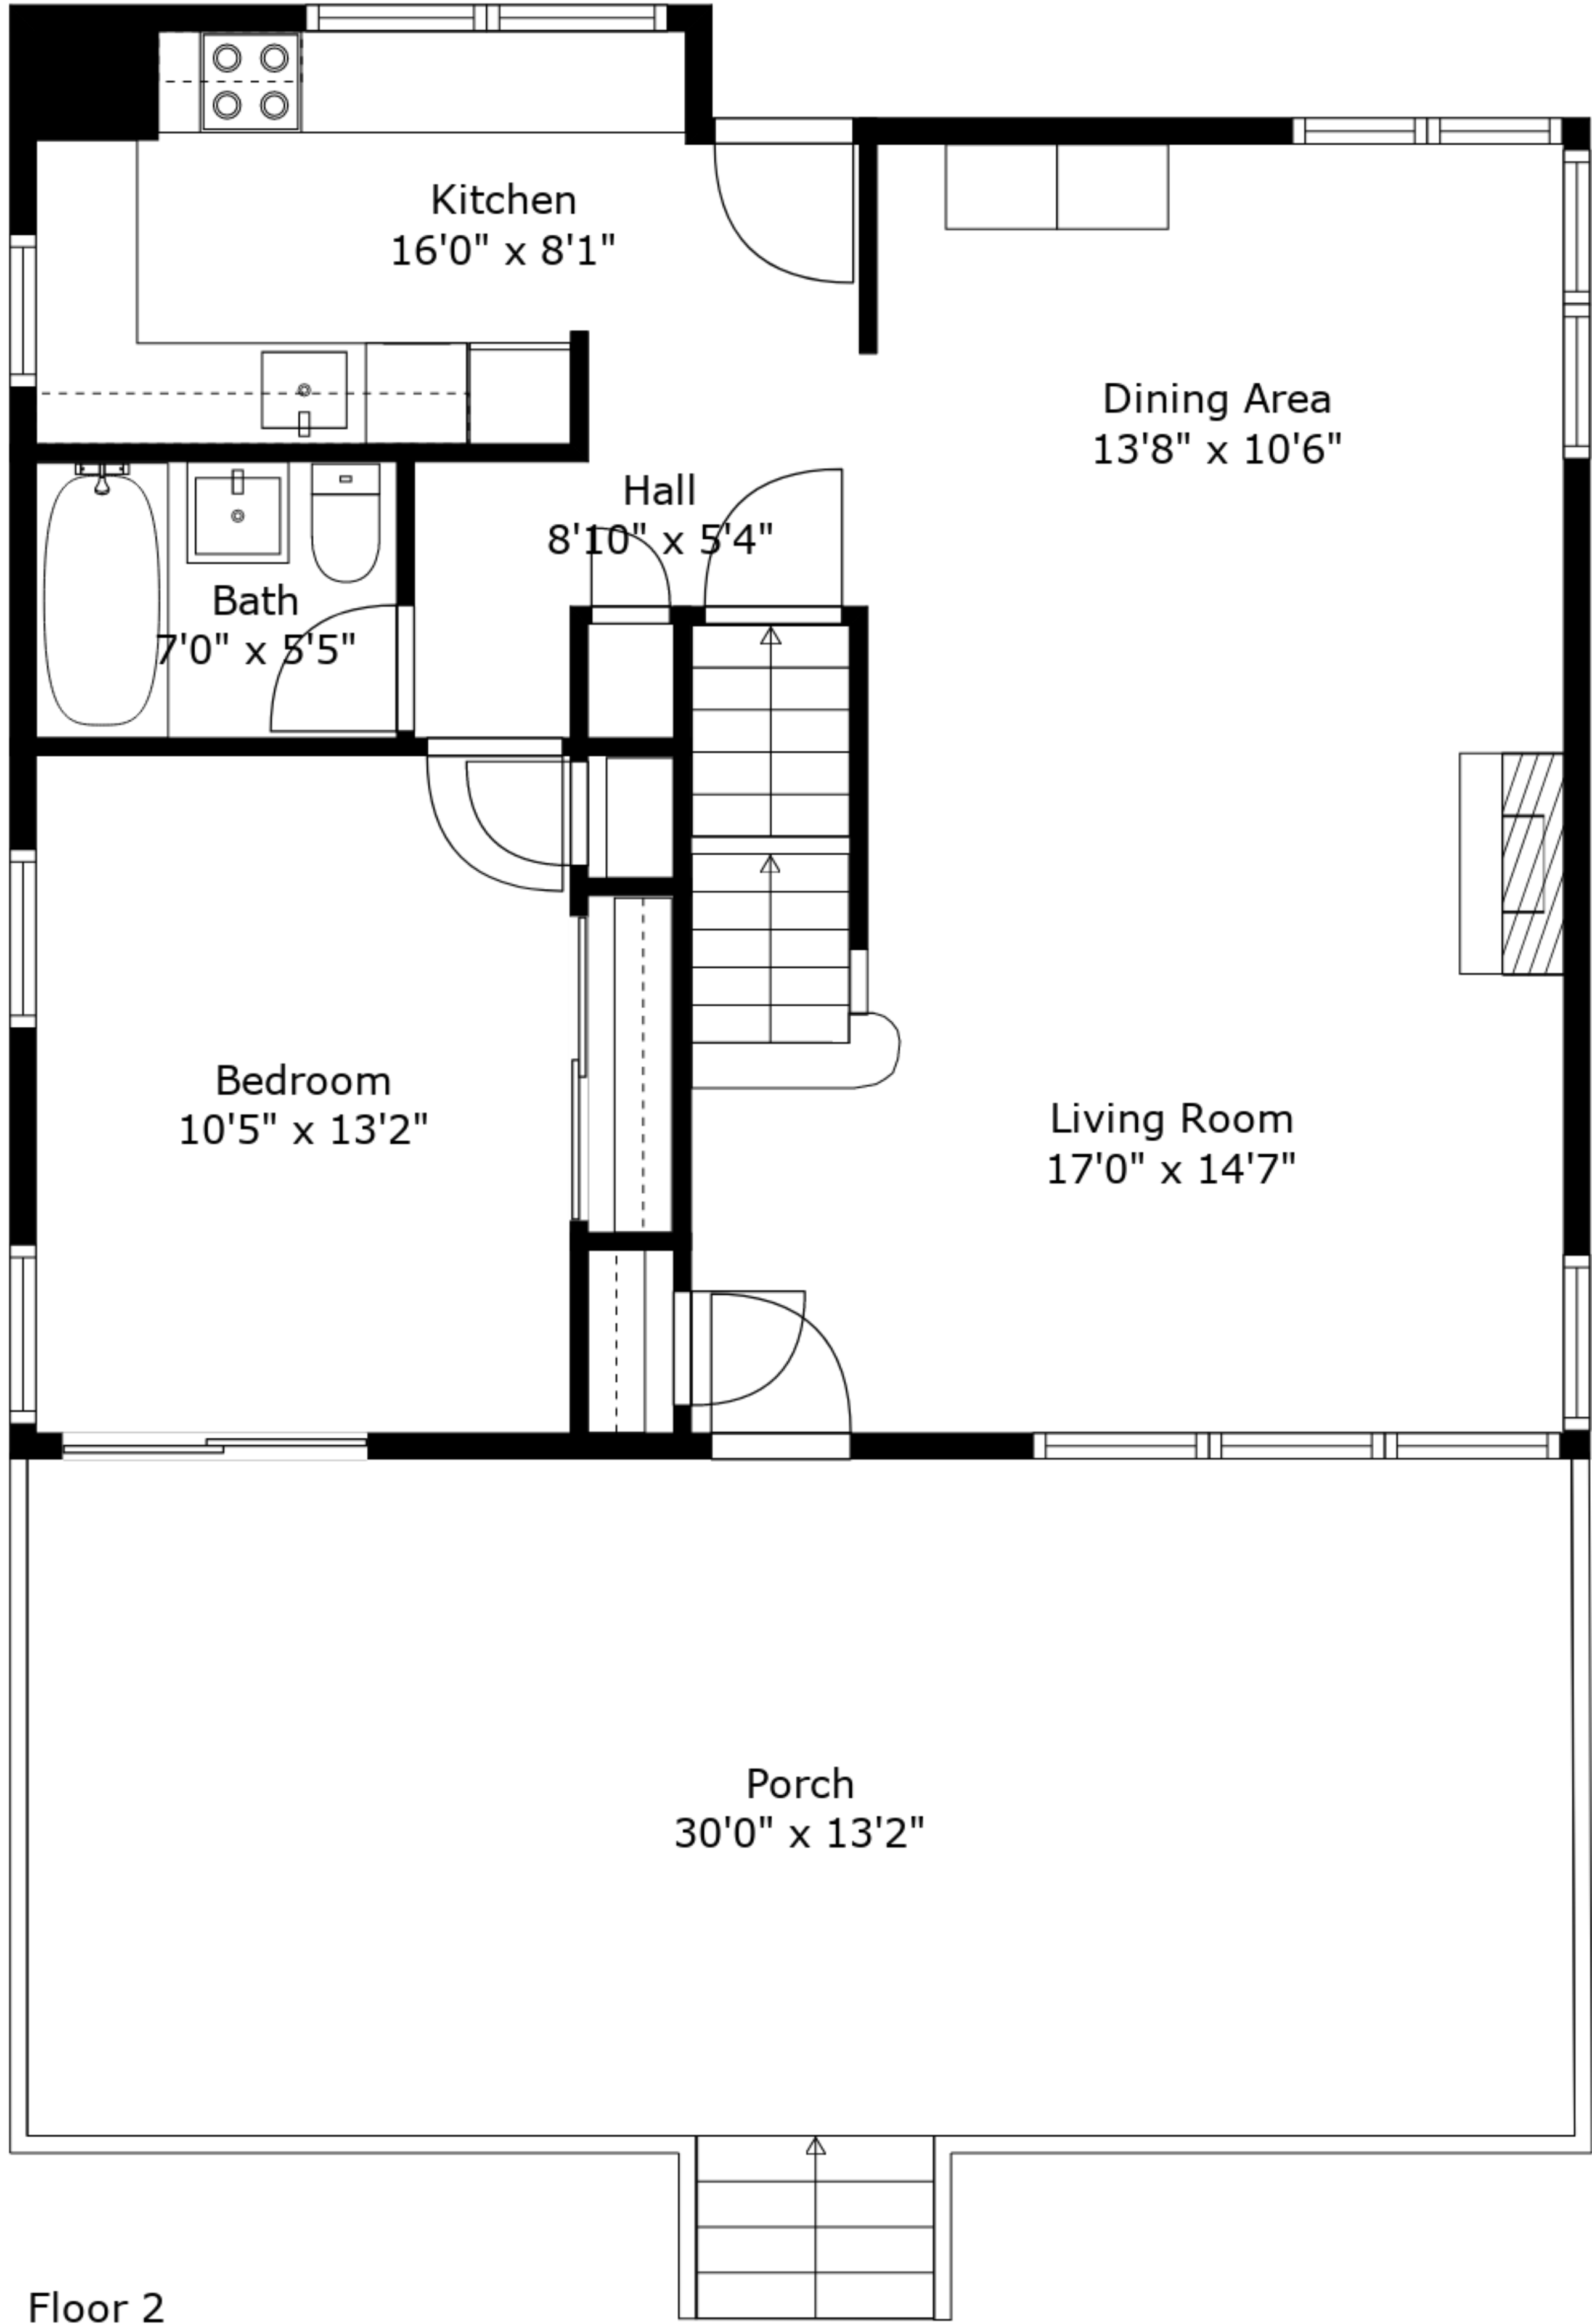 Kitchen
16'0" x 8'1"
Dining Area
13'8" x 10'6"
Hall
8'10" x 5'4"
Bath
7'0" x 5'5"
Bedroom
10'5" x 13'2"
Living Room
17'0" x 14'7"
Porch
30'0" x 13'2"
Floor 2